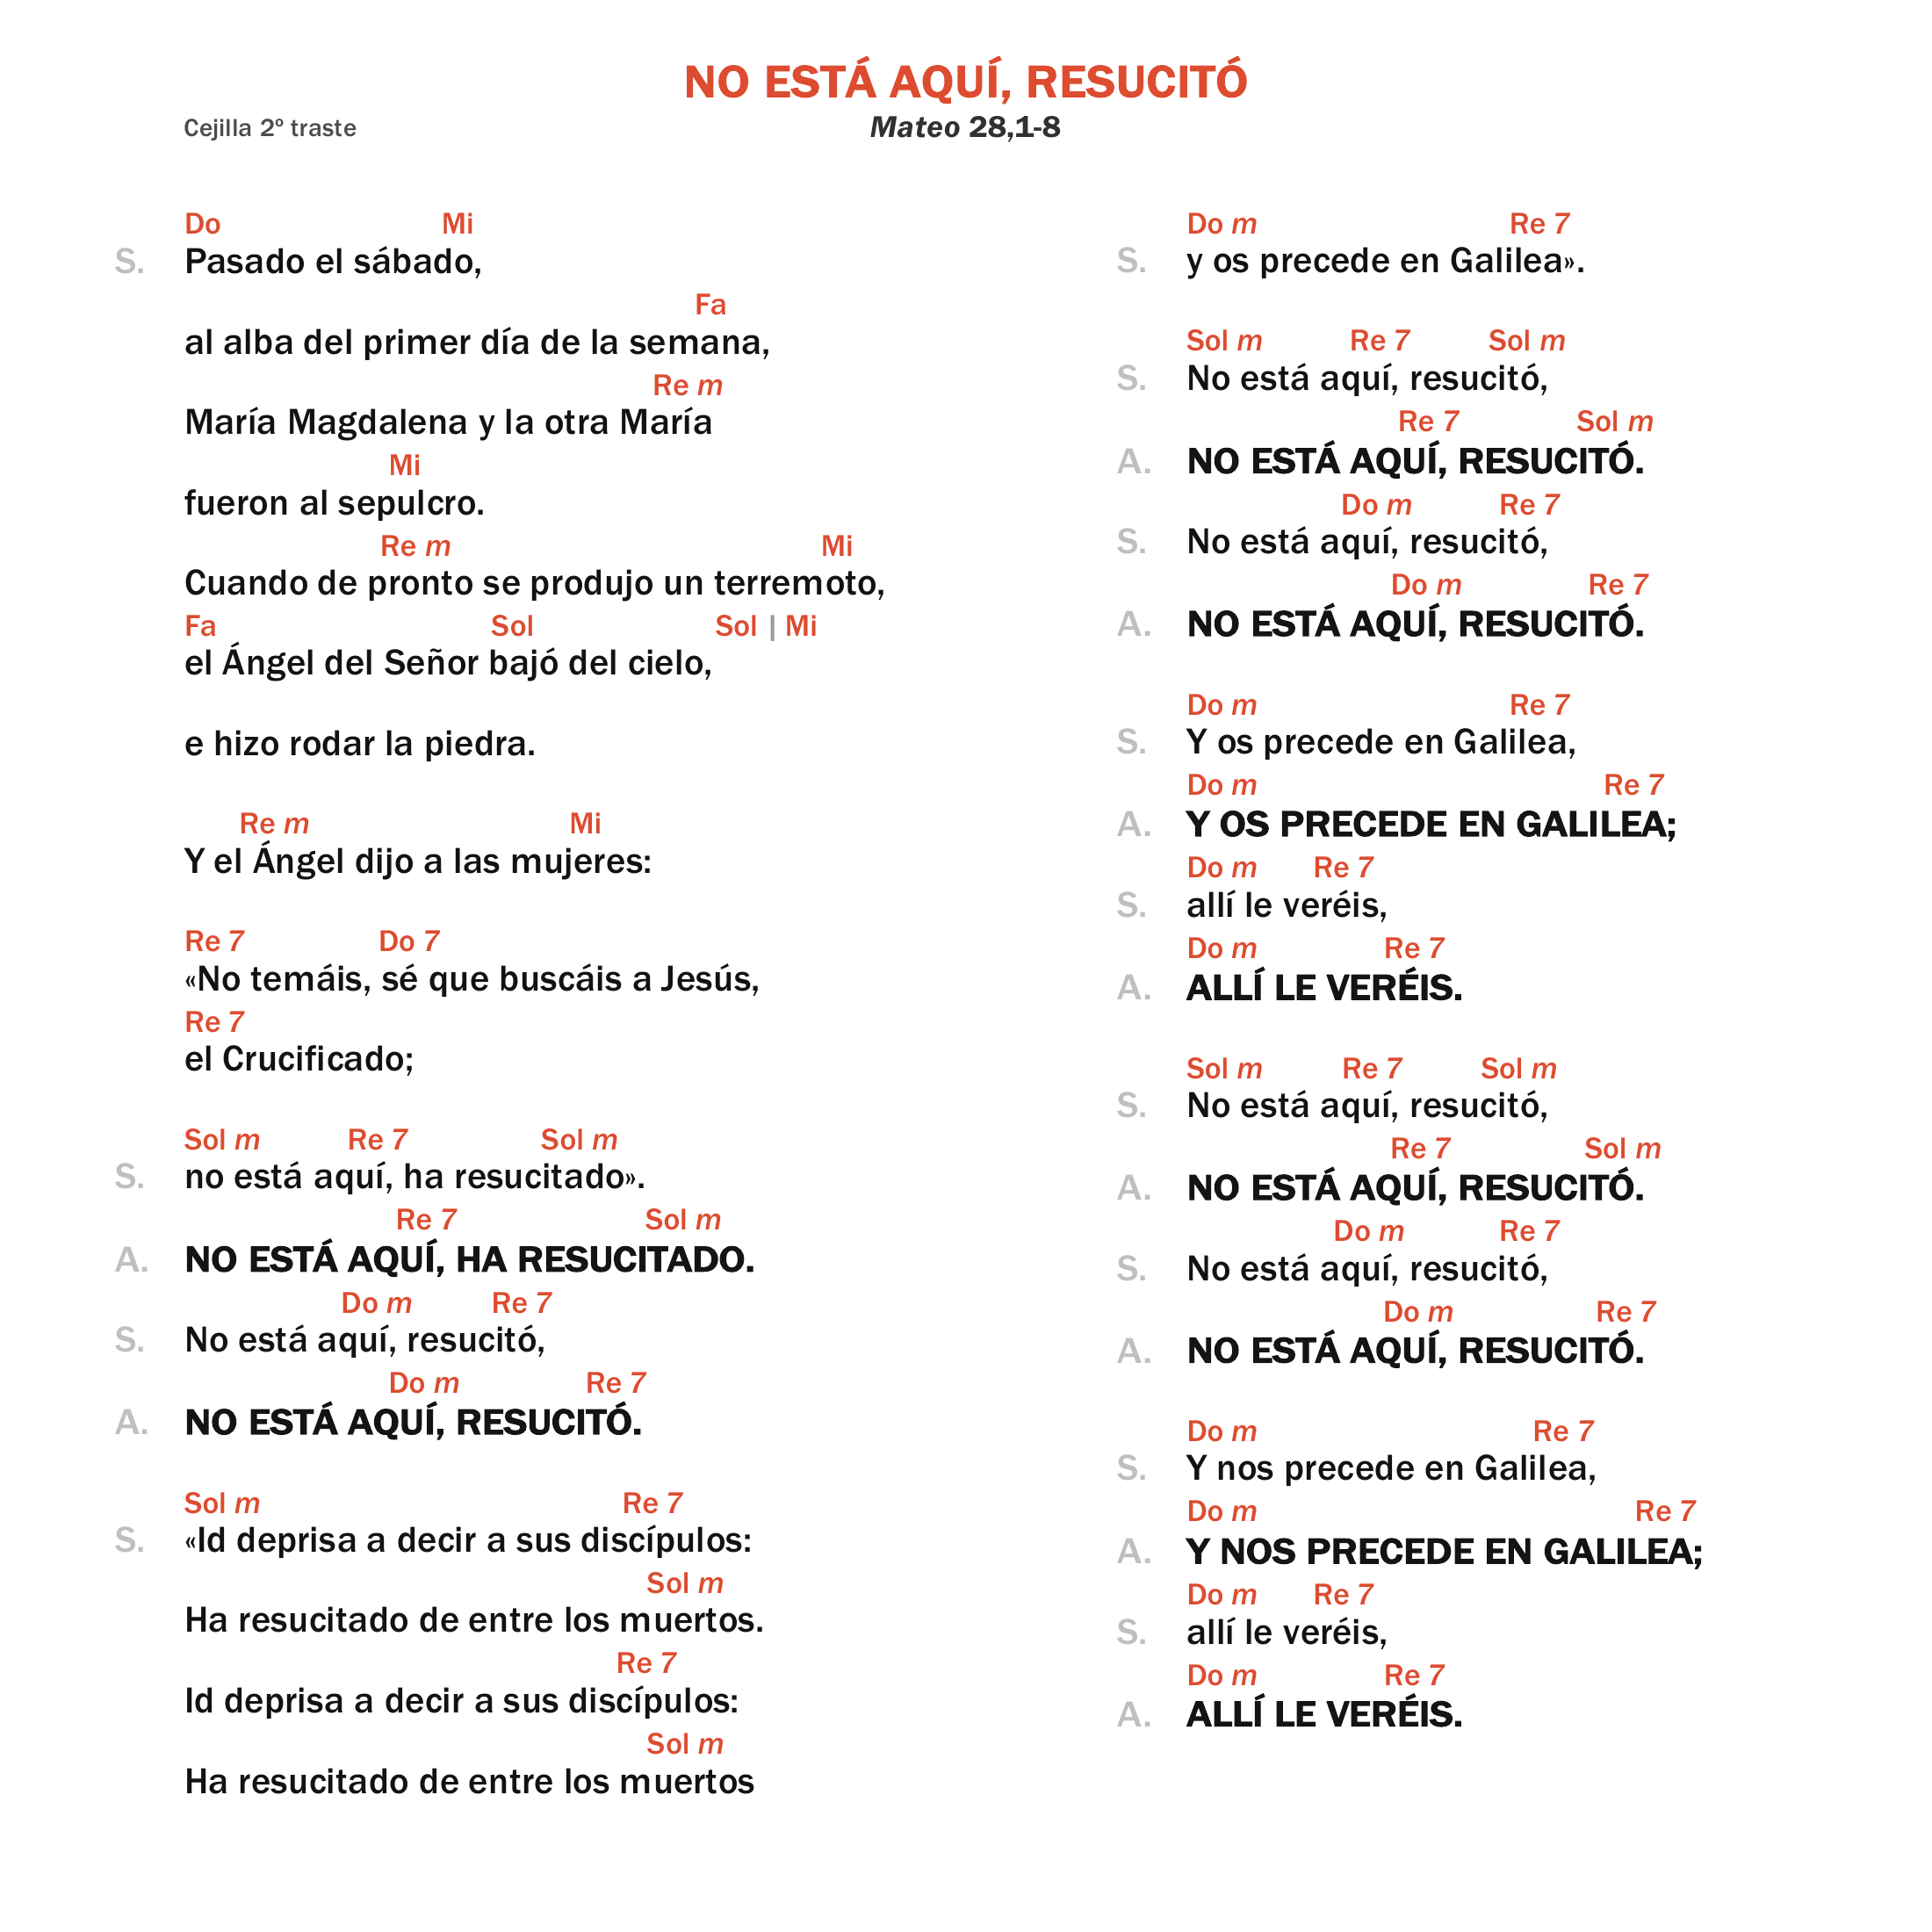 NO ESTÁ AQUÍ, RESUCITÓ
Cejilla 2º traste
Mateo 28,1-8
Do Mi
S. Pasado el sábado,
Fa
al alba del primer día de la semana,
Re m
María Magdalena y la otra María
Mi
fueron al sepulcro.
Re m Mi
Cuando de pronto se produjo un terremoto,
Fa Sol Sol | Mi
el Ángel del Señor bajó del cielo,
e hizo rodar la piedra.
Re m Mi
Y el Ángel dijo a las mujeres:
Re 7 Do 7
«No temáis, sé que buscáis a Jesús,
Re 7
el Crucificado;
Sol m Re 7 Sol m
S. no está aquí, ha resucitado».
Re 7 Sol m
A. NO ESTÁ AQUÍ, HA RESUCITADO.
Do m Re 7
S. No está aquí, resucitó,
Do m Re 7
A. NO ESTÁ AQUÍ, RESUCITÓ.
Sol m Re 7
S. «Id deprisa a decir a sus discípulos:
Sol m
Ha resucitado de entre los muertos.
Re 7
Id deprisa a decir a sus discípulos:
Sol m
Ha resucitado de entre los muertos
Do m Re 7
S. y os precede en Galilea».
Sol m Re 7 Sol m
S. No está aquí, resucitó,
Re 7 Sol m
A. NO ESTÁ AQUÍ, RESUCITÓ.
Do m Re 7
S. No está aquí, resucitó,
Do m Re 7
A. NO ESTÁ AQUÍ, RESUCITÓ.
Do m Re 7
S. Y os precede en Galilea,
Do m Re 7
A. Y OS PRECEDE EN GALILEA;
Do m Re 7
S. allí le veréis,
Do m Re 7
A. ALLÍ LE VERÉIS.
Sol m Re 7 Sol m
S. No está aquí, resucitó,
Re 7 Sol m
A. NO ESTÁ AQUÍ, RESUCITÓ.
Do m Re 7
S. No está aquí, resucitó,
Do m Re 7
A. NO ESTÁ AQUÍ, RESUCITÓ.
Do m Re 7
S. Y nos precede en Galilea,
Do m Re 7
A. Y NOS PRECEDE EN GALILEA;
Do m Re 7
S. allí le veréis,
Do m Re 7
A. ALLÍ LE VERÉIS.